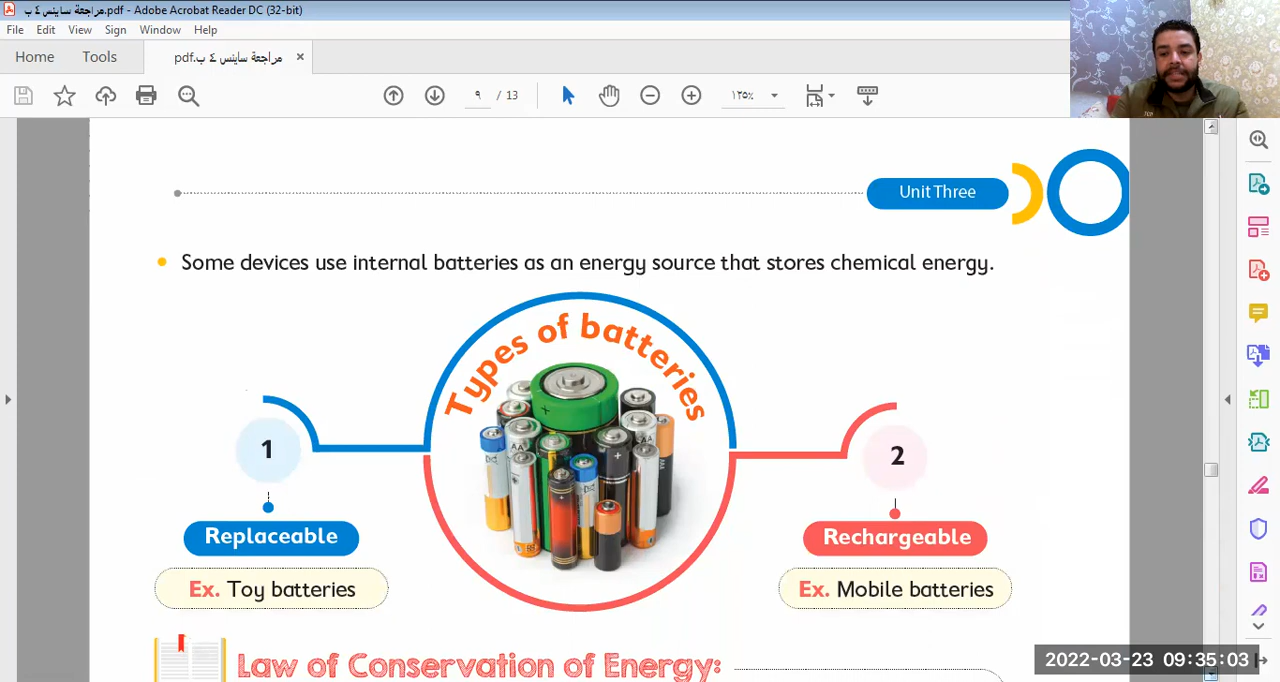 مراجعة ساينس ٤ ب.pdf - Adobe Acrobat Reader DC (32-bit)
File Edit View Sign Window Help
Home Tools مراجعة ساينس ٤ ب.pdf ×
٩ / 13 ١٢٥%
Unit Three
Some devices use internal batteries as an energy source that stores chemical energy.
Types of batteries
1
2
Replaceable
Rechargeable
Ex. Toy batteries
Ex. Mobile batteries
Law of Conservation of Energy:
2022-03-23 09:35:03